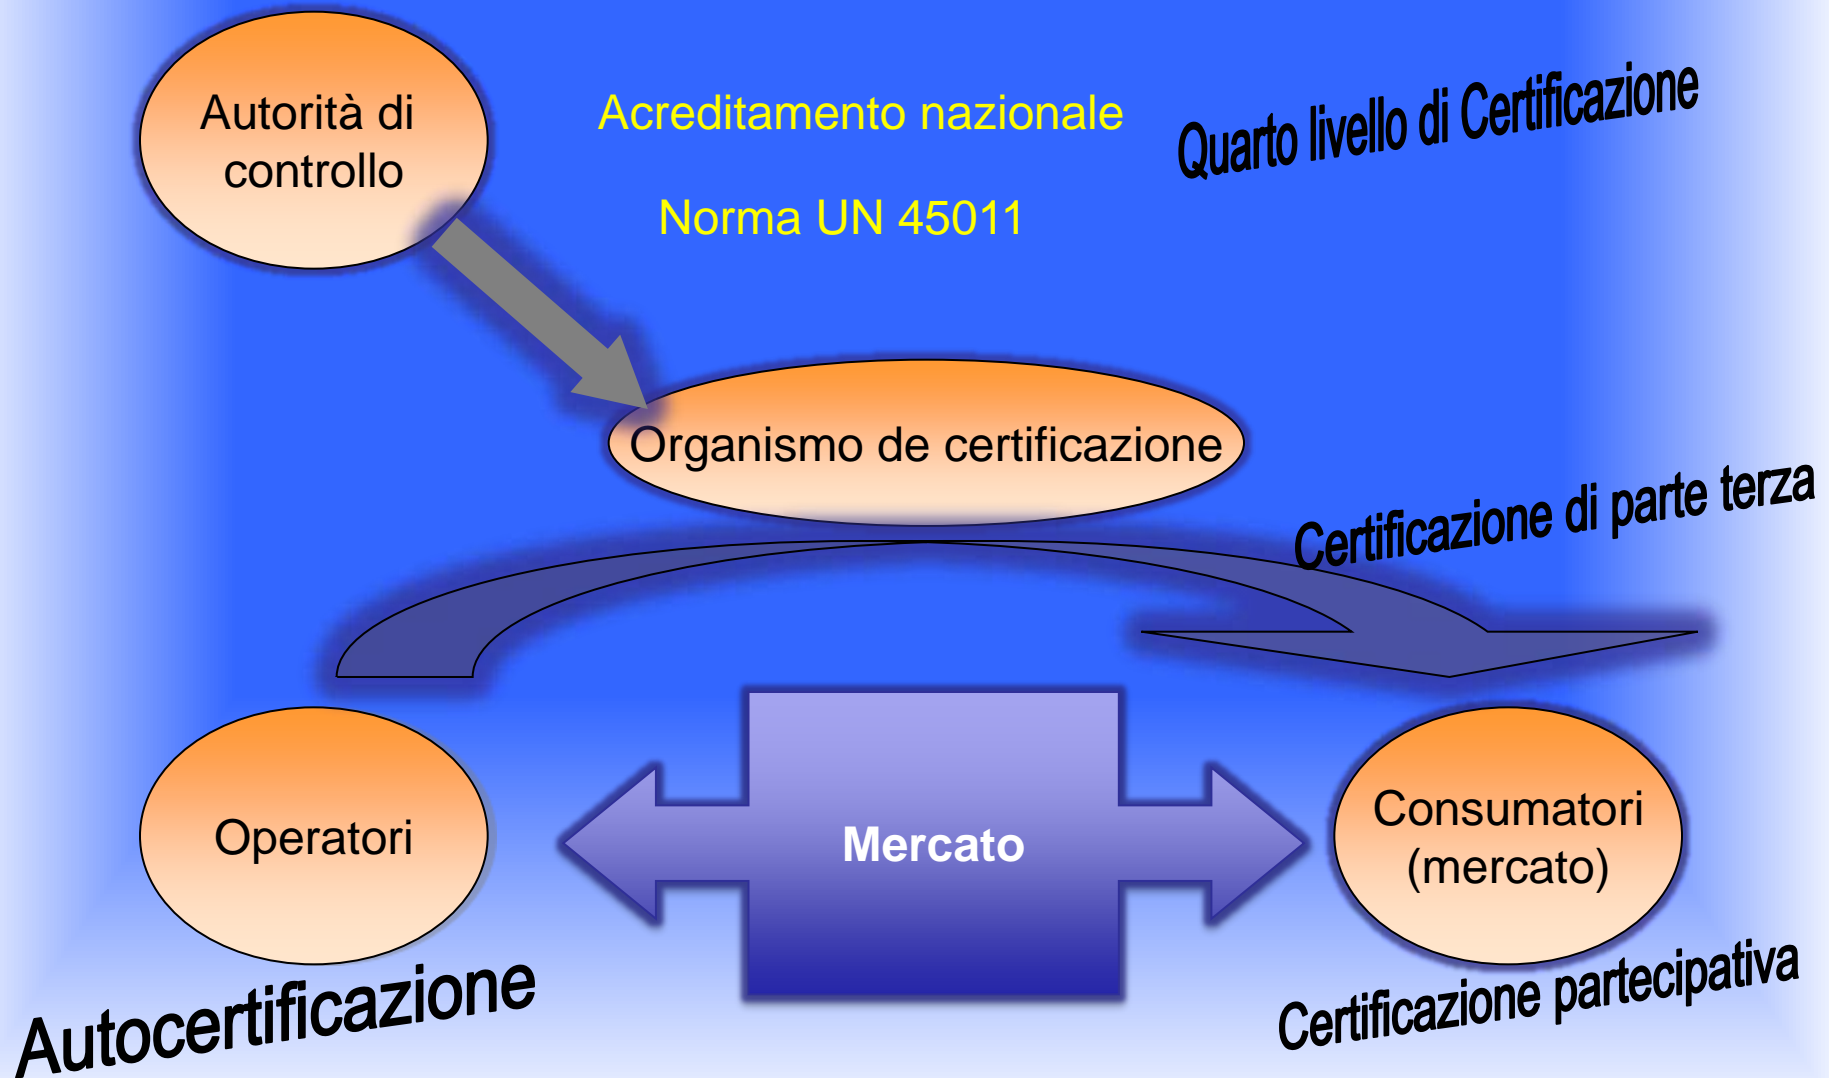 Autorità di
controllo
Acreditamento nazionale
Norma UN 45011
Quarto livello di Certificazione
Organismo de certificazione
Certificazione di parte terza
Operatori
Mercato
Consumatori
(mercato)
Autocertificazione
Certificazione partecipativa